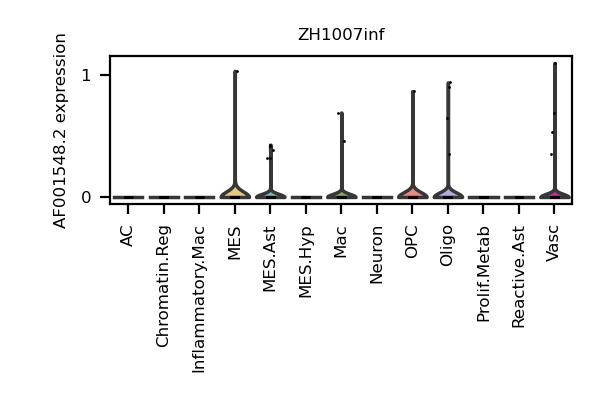 ZH1007inf
AF001548.2 expression
1
0
AC
Chromatin.Reg
Inflammatory.Mac
MES
MES.Ast
MES.Hyp
Mac
Neuron
OPC
Oligo
Prolif.Metab
Reactive.Ast
Vasc